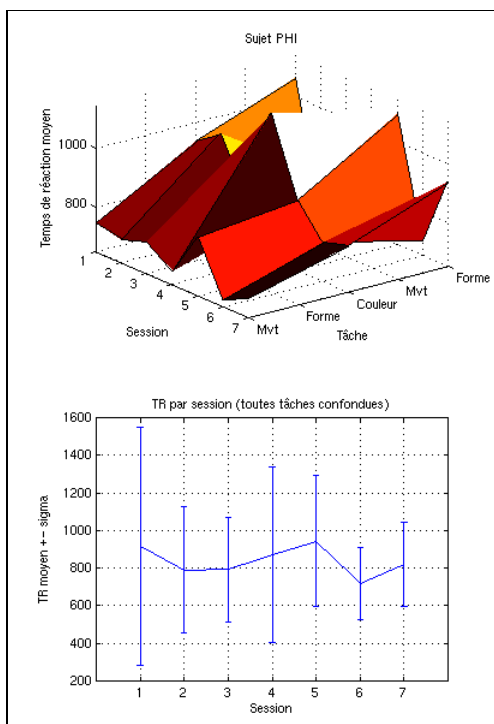 Sujet PHI
Temps de réaction moyen
1000
800
1
2
3
4
5
6
7
Session
Mvt
Forme
Couleur
Mvt
Forme
Tâche
TR par session (toutes tâches confondues)
TR moyen +- sigma
1600
1400
1200
1000
800
600
400
200
1 2 3 4 5 6 7
Session